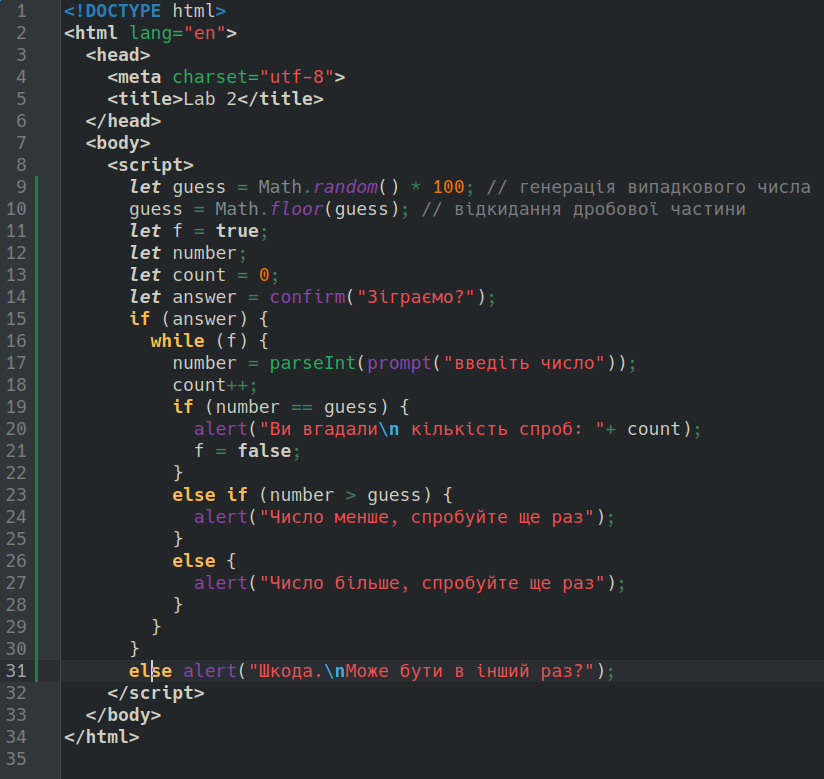 1 <!DOCTYPE html>
2 <html lang="en">
3   <head>
4     <meta charset="utf-8">
5     <title>Lab 2</title>
6   </head>
7   <body>
8     <script>
9       let guess = Math.random() * 100; // генерація випадкового числа
10       guess = Math.floor(guess); // відкидання дробової частини
11       let f = true;
12       let number;
13       let count = 0;
14       let answer = confirm("Зіграємо?");
15       if (answer) {
16         while (f) {
17           number = parseInt(prompt("введіть число"));
18           count++;
19           if (number == guess) {
20             alert("Ви вгадали\n кількість спроб: "+ count);
21             f = false;
22           }
23           else if (number > guess) {
24             alert("Число менше, спробуйте ще раз");
25           }
26           else {
27             alert("Число більше, спробуйте ще раз");
28           }
29         }
30       }
31       else alert("Шкода.\nМоже бути в інший раз?");
32     </script>
33   </body>
34 </html>
35